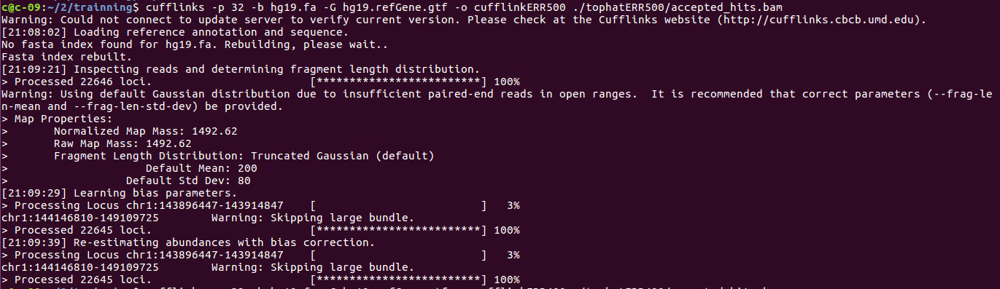 c@c-09:~/2/trainning$ cufflinks -p 32 -b hg19.fa -G hg19.refGene.gtf -o cufflinkERR500 ./tophatERR500/accepted_hits.bam
Warning: Could not connect to update server to verify current version. Please check at the Cufflinks website (http://cufflinks.cbcb.umd.edu).
[21:08:02] Loading reference annotation and sequence.
No fasta index found for hg19.fa. Rebuilding, please wait..
Fasta index rebuilt.
[21:09:21] Inspecting reads and determining fragment length distribution.
> Processed 22646 loci.                        [*************************] 100%
Warning: Using default Gaussian distribution due to insufficient paired-end reads in open ranges.  It is recommended that correct parameters (--frag-le
n-mean and --frag-len-std-dev) be provided.
> Map Properties:
>       Normalized Map Mass: 1492.62
>       Raw Map Mass: 1492.62
>       Fragment Length Distribution: Truncated Gaussian (default)
>                     Default Mean: 200
>                  Default Std Dev: 80
[21:09:29] Learning bias parameters.
> Processing Locus chr1:143896447-143914847    [                         ]   3%
chr1:144146810-149109725        Warning: Skipping large bundle.
> Processed 22645 loci.                        [*************************] 100%
[21:09:39] Re-estimating abundances with bias correction.
> Processing Locus chr1:143896447-143914847    [                         ]   3%
chr1:144146810-149109725        Warning: Skipping large bundle.
> Processed 22645 loci.                        [*************************] 100%